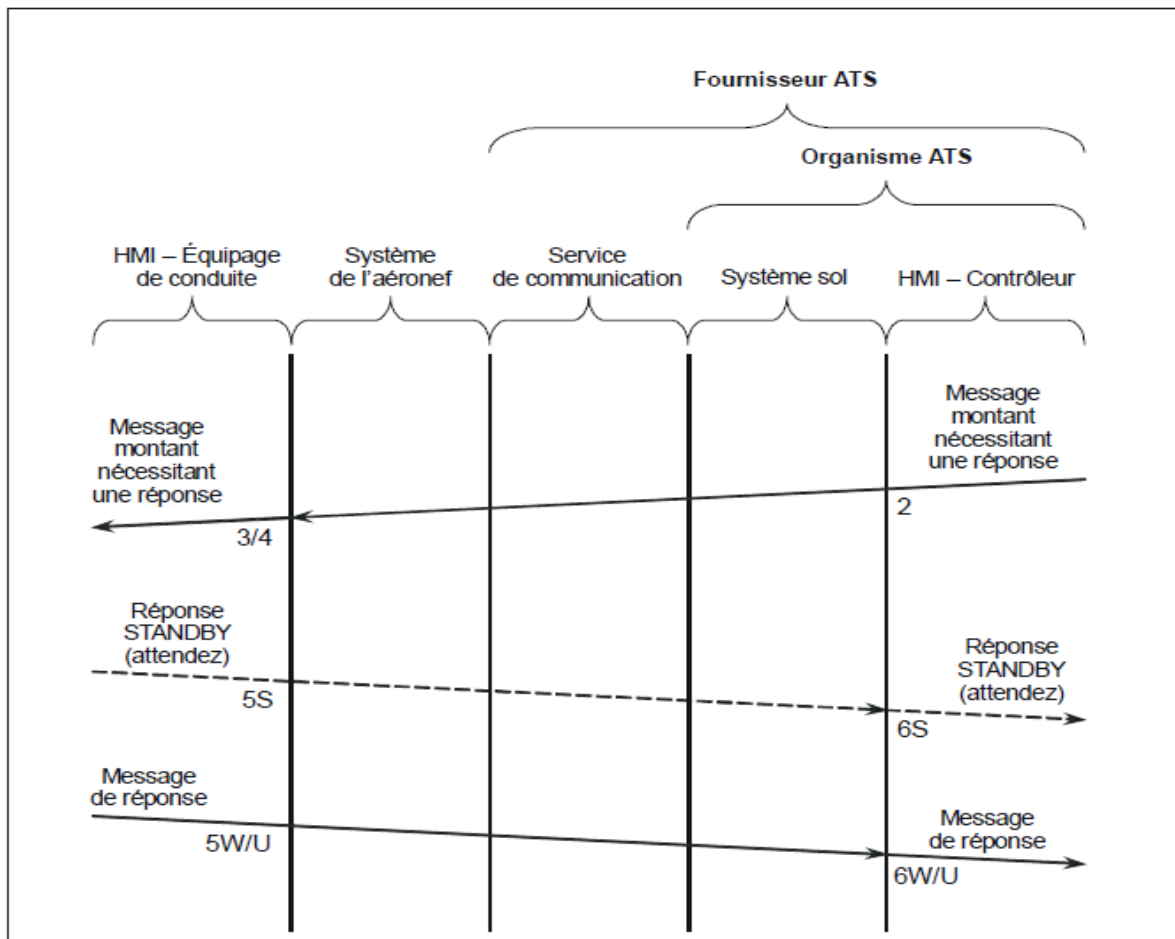 Fournisseur ATS
Organisme ATS
HMI – Équipage
de conduite
Système
de l'aéronef
Service
de communication
Système sol
HMI – Contrôleur
Message
montant
nécessitant
une réponse
Message
montant
nécessitant
une réponse
2
3/4
Réponse
STANDBY
(attendez)
Réponse
STANDBY
(attendez)
5S
6S
Message
de réponse
Message
de réponse
5W/U
6W/U